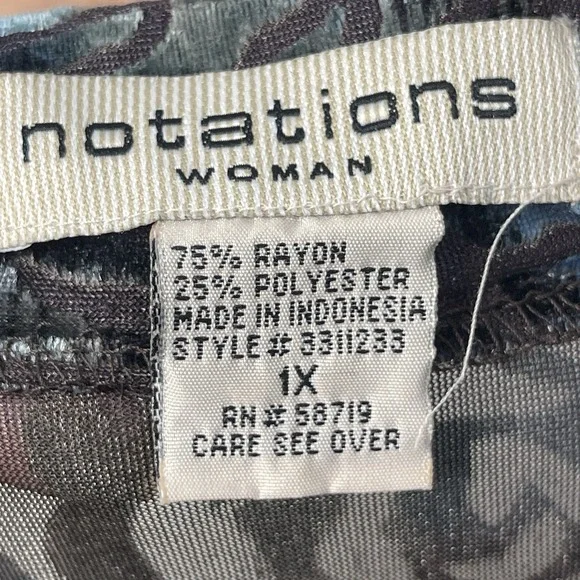 notations
WOMAN
75% RAYON
25% POLYESTER
MADE IN INDONESIA
STYLE# 3311233
1X
RN# 58719
CARE SEE OVER